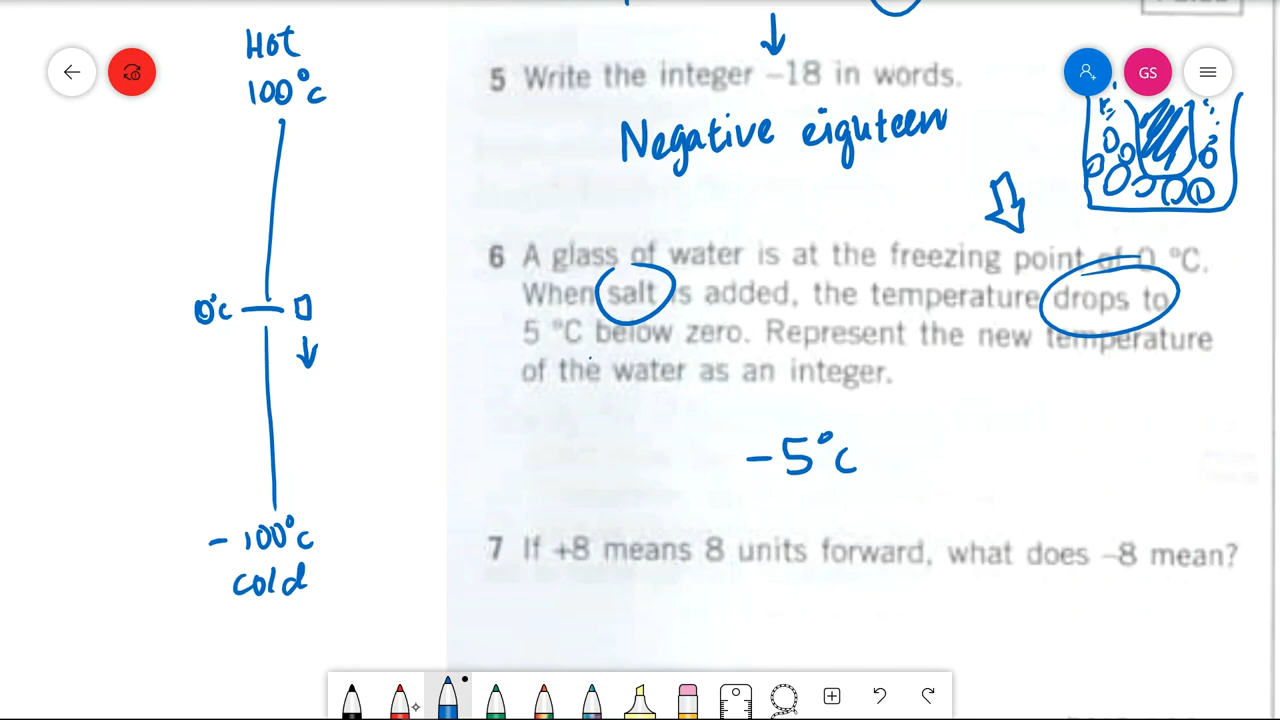 Hot
100°c
0°c
- 100°c
cold
5 Write the integer –18 in words.
Negative eighteen
GS
6 A glass of water is at the freezing point of 0 °C.
When salt is added, the temperature drops to
5 °C below zero. Represent the new temperature
of the water as an integer.
-5°c
7 If +8 means 8 units forward, what does –8 mean?